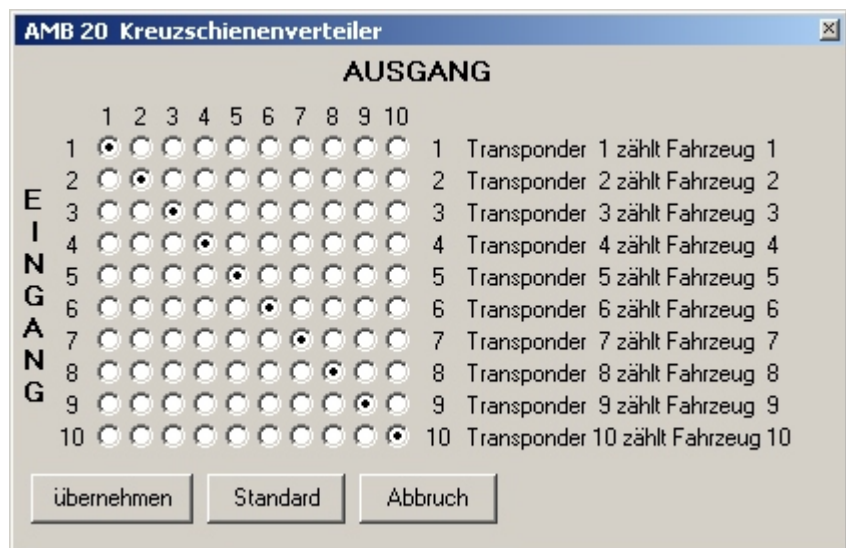 AMB 20 Kreuzschienenverteiler
AUSGANG
1 2 3 4 5 6 7 8 9 10
EINGANG
1 1 Transponder 1 zählt Fahrzeug 1
2 2 Transponder 2 zählt Fahrzeug 2
3 3 Transponder 3 zählt Fahrzeug 3
4 4 Transponder 4 zählt Fahrzeug 4
5 5 Transponder 5 zählt Fahrzeug 5
6 6 Transponder 6 zählt Fahrzeug 6
7 7 Transponder 7 zählt Fahrzeug 7
8 8 Transponder 8 zählt Fahrzeug 8
9 9 Transponder 9 zählt Fahrzeug 9
10 10 Transponder 10 zählt Fahrzeug 10
übernehmen Standard Abbruch